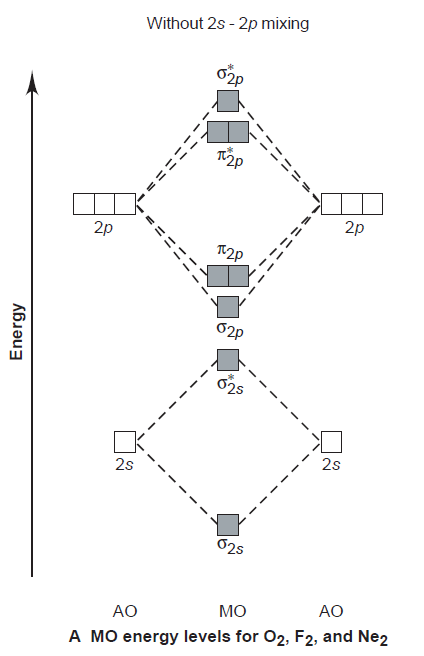 Without 2s - 2p mixing
σ*2p
π*2p
2p
2p
π2p
σ2p
σ*2s
2s
2s
σ2s
Energy
AO
MO
AO
A MO energy levels for O2, F2, and Ne2